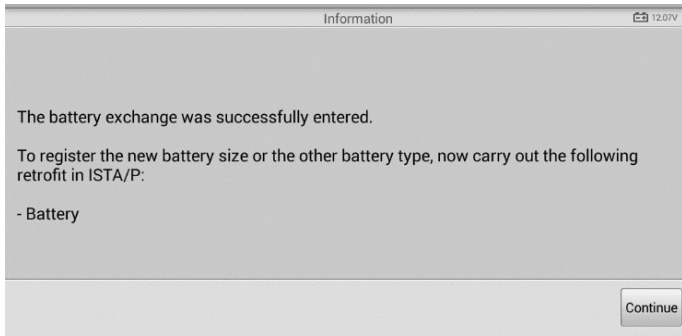 Information
12.07V
The battery exchange was successfully entered.
To register the new battery size or the other battery type, now carry out the following
retrofit in ISTA/P:
- Battery
Continue